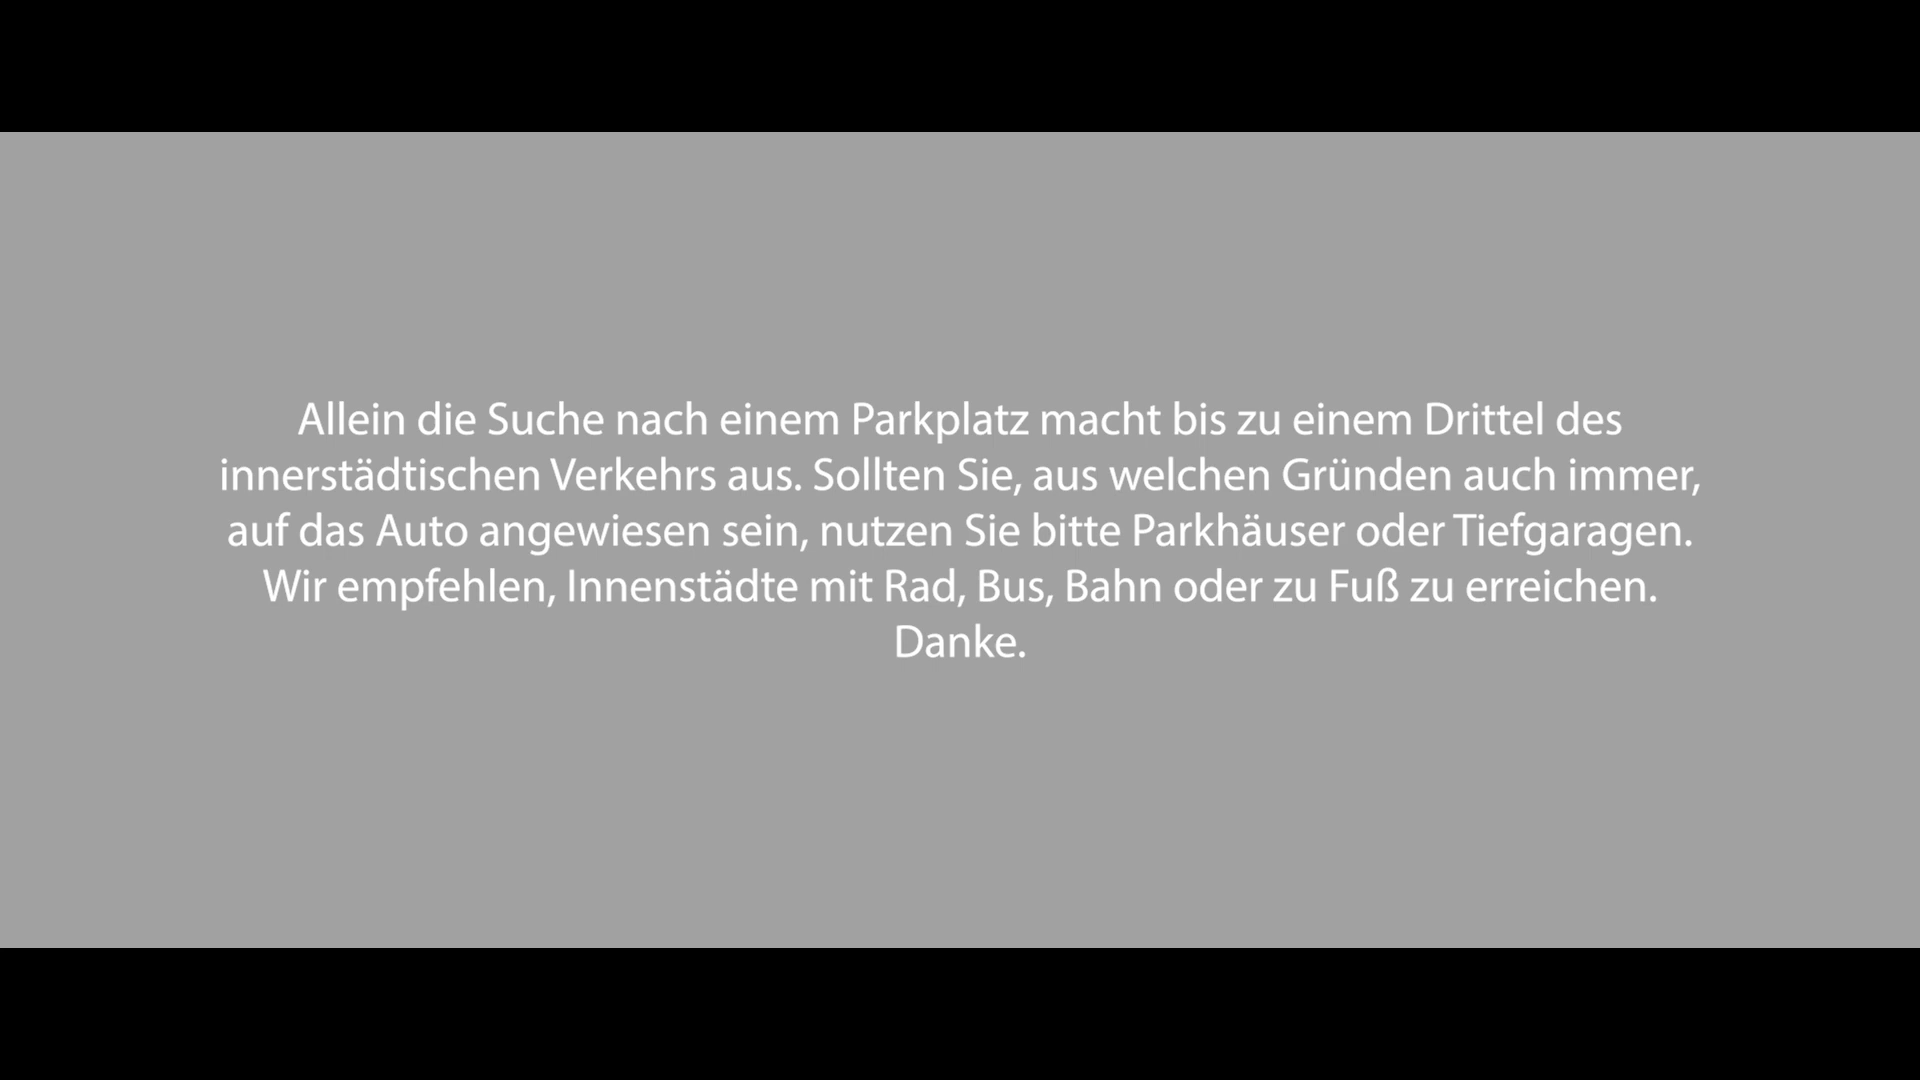 Allein die Suche nach einem Parkplatz macht bis zu einem Drittel des
innerstädtischen Verkehrs aus. Sollten Sie, aus welchen Gründen auch immer,
auf das Auto angewiesen sein, nutzen Sie bitte Parkhäuser oder Tiefgaragen.
Wir empfehlen, Innenstädte mit Rad, Bus, Bahn oder zu Fuß zu erreichen.
Danke.